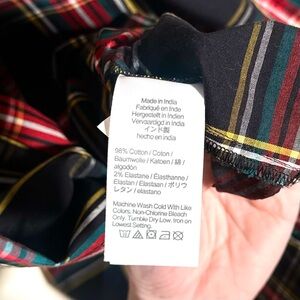 Made in India
Fabriqué en Inde
Hergestellt in Indien
Vervaardigd in India
インド製
hecho en india
98% Cotton / Coton /
Baumwolle / Katoen / 綿 /
algodón
2% Elastane / Élasthanne /
Elastan / Elastaan / ポリウ
レタン / elastano
Machine Wash Cold With Like
Colors. Non-Chlorine Bleach
Only. Tumble Dry Low. Iron on
Lowest Setting.